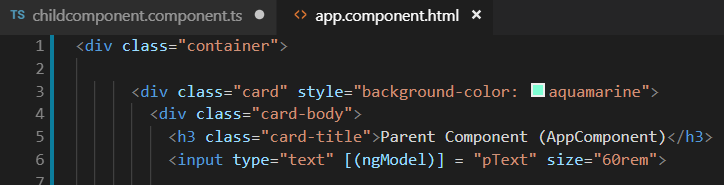 TS childcomponent.component.ts ● <> app.component.html ×
1 <div class="container">
2
3 <div class="card" style="background-color: aquamarine">
4 <div class="card-body">
5 <h3 class="card-title">Parent Component (AppComponent)</h3>
6 <input type="text" [(ngModel)] = "pText" size="60rem">
7